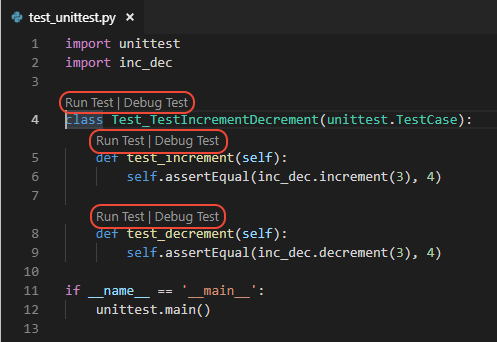 test_unittest.py ×
1 import unittest
2 import inc_dec
3
Run Test | Debug Test
4 class Test_TestIncrementDecrement(unittest.TestCase):
Run Test | Debug Test
5 def test_increment(self):
6 self.assertEqual(inc_dec.increment(3), 4)
7
Run Test | Debug Test
8 def test_decrement(self):
9 self.assertEqual(inc_dec.decrement(3), 4)
10
11 if __name__ == '__main__':
12 unittest.main()
13